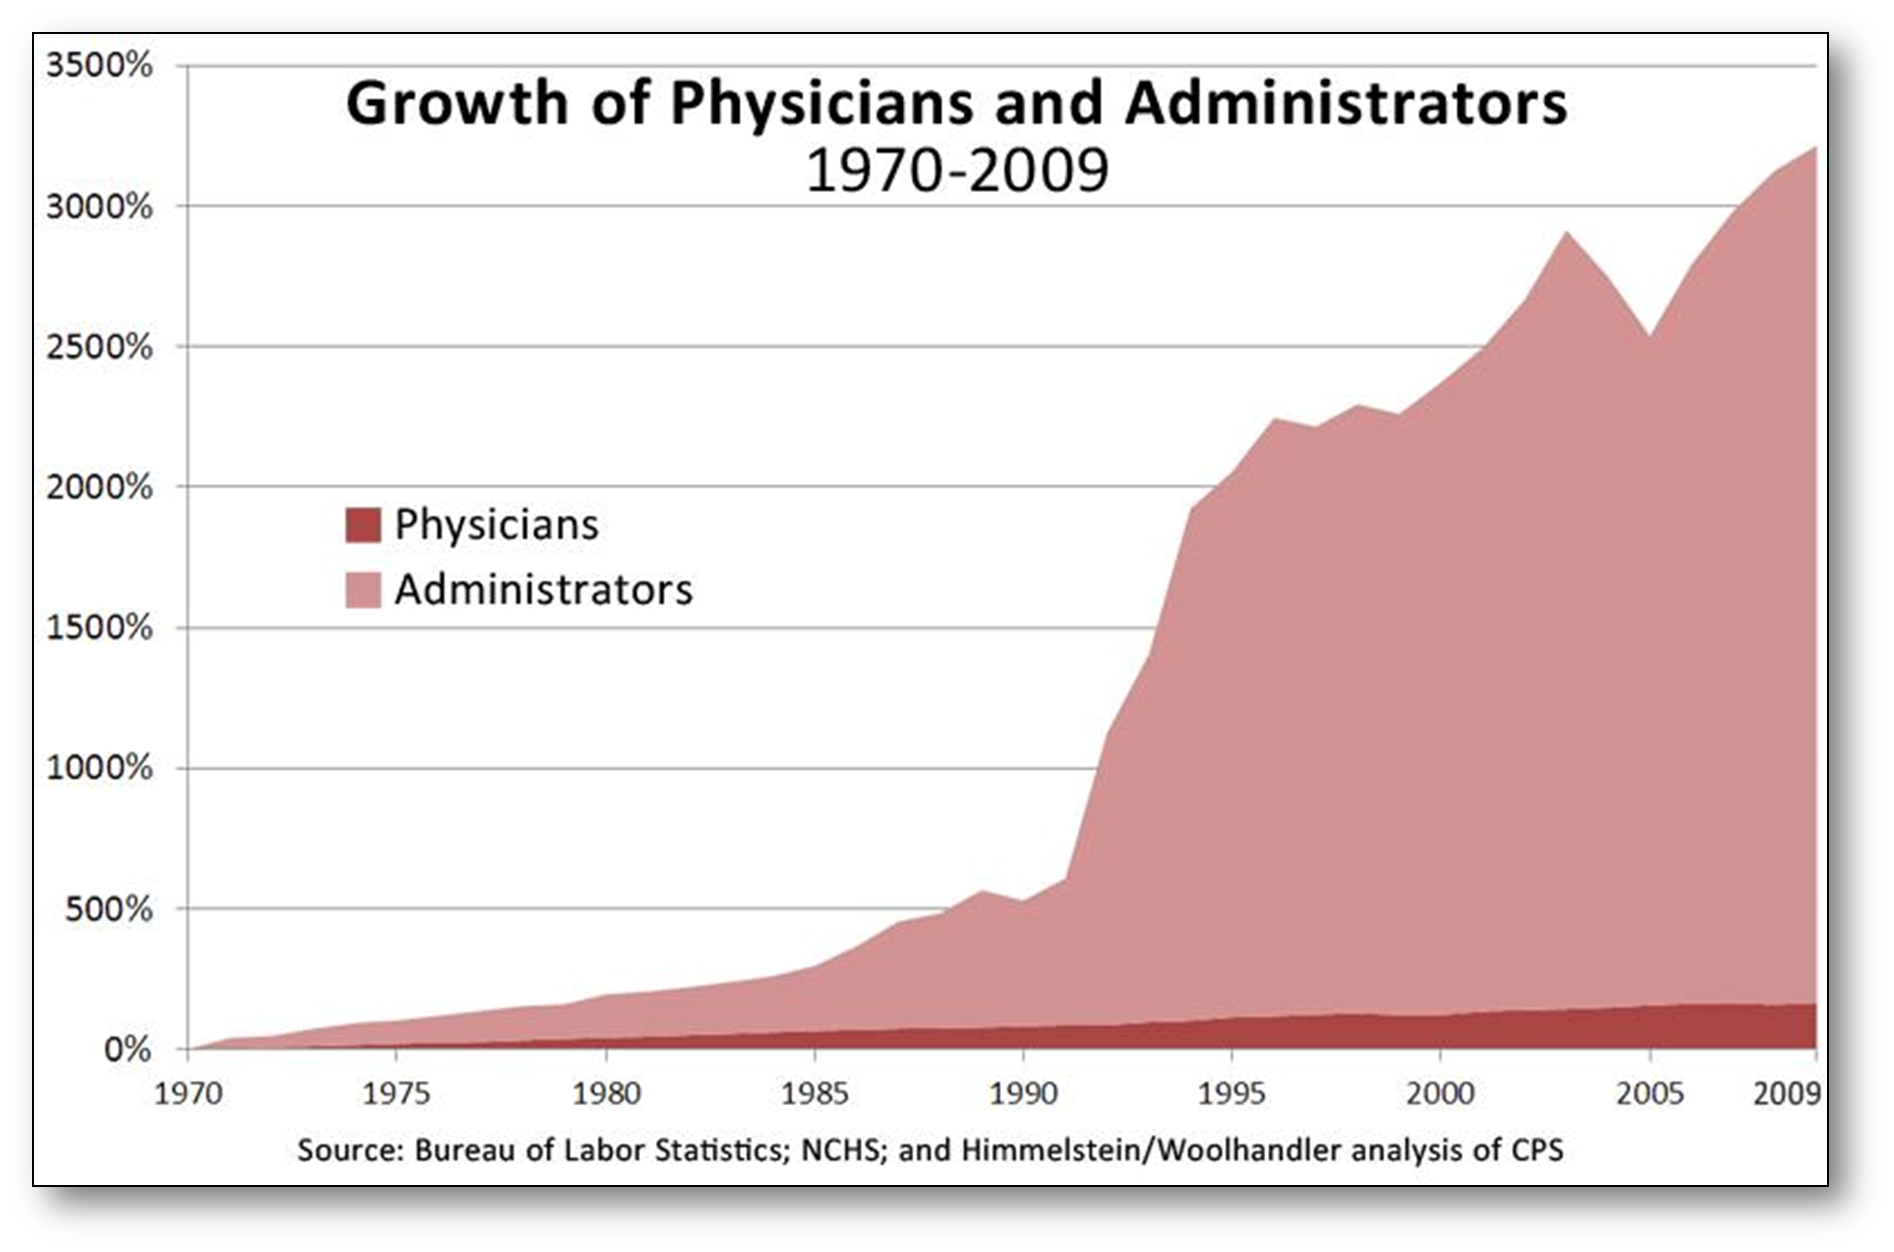 Growth of Physicians and Administrators
1970-2009
3500%
3000%
2500%
2000%
1500%
1000%
500%
0%
Physicians
Administrators
1970 1975 1980 1985 1990 1995 2000 2005 2009
Source: Bureau of Labor Statistics; NCHS; and Himmelstein/Woolhandler analysis of CPS